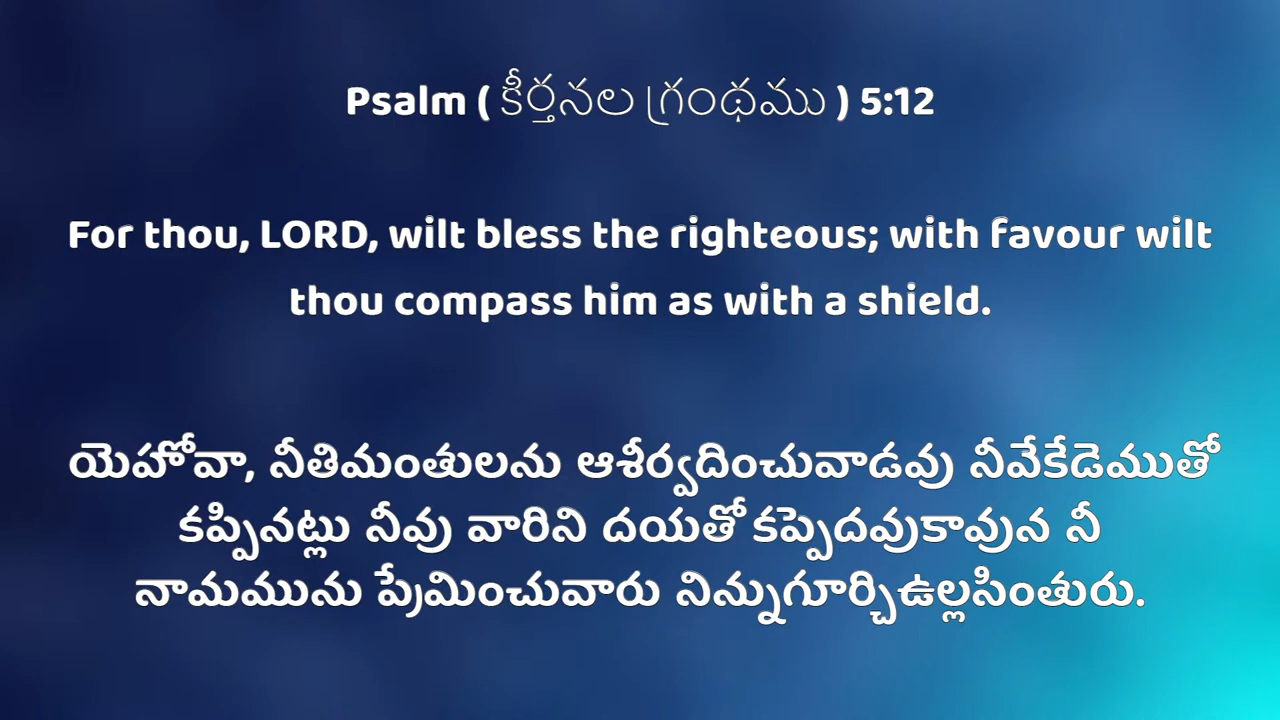 Psalm ( కీర్తనల గ్రంథము ) 5:12
For thou, LORD, wilt bless the righteous; with favour wilt
thou compass him as with a shield.
యెహోవా, నీతిమంతులను ఆశీర్వదించువాడవు నీవేకేడెముతో
కప్పినట్లు నీవు వారిని దయతో కప్పెదవుకావున నీ
నామమును ప్రేమించువారు నిన్నుగూర్చిఉల్లసింతురు.